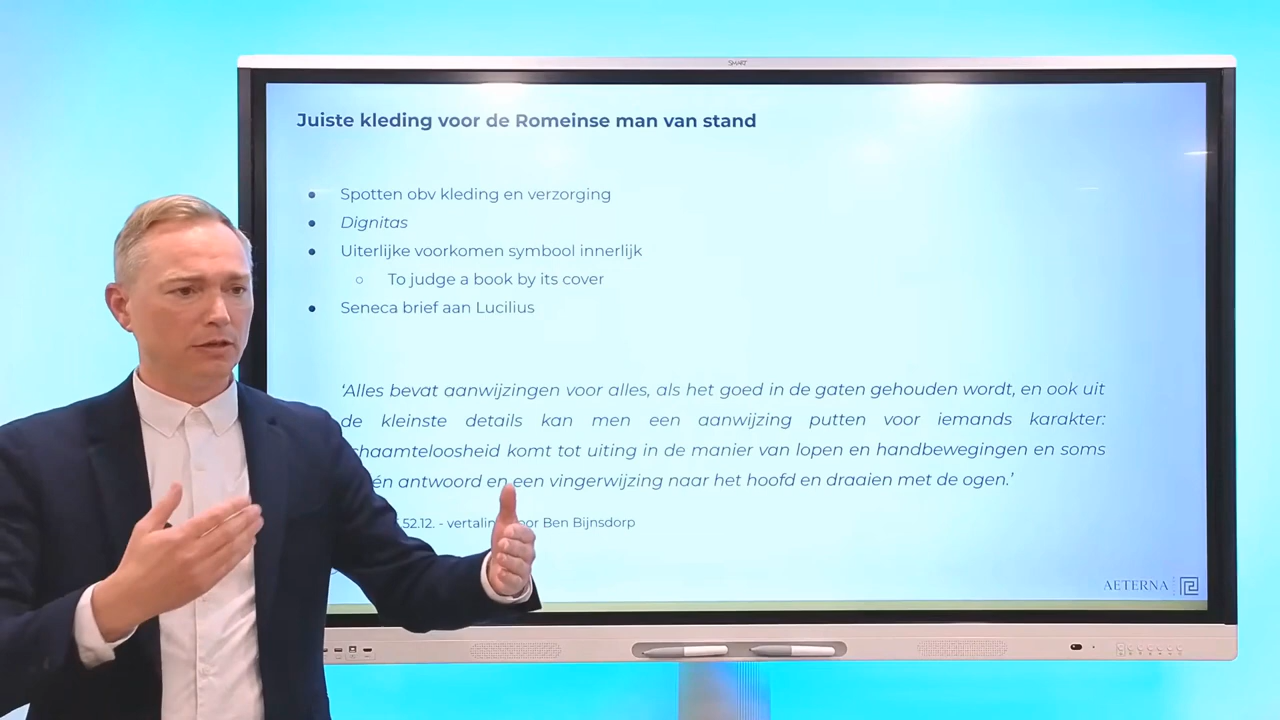 SMART
Juiste kleding voor de Romeinse man van stand
Spotten obv kleding en verzorging
Dignitas
Uiterlijke voorkomen symbool innerlijk
To judge a book by its cover
Seneca brief aan Lucilius
‘Alles bevat aanwijzingen voor alles, als het goed in de gaten gehouden wordt, en ook uit
de kleinste details kan men een aanwijzing putten voor iemands karakter:
chaamteloosheid komt tot uiting in de manier van lopen en handbewegingen en soms
én antwoord en een vingerwijzing naar het hoofd en draaien met de ogen.’
52.12. - vertalin oor Ben Bijnsdorp
AETERNA